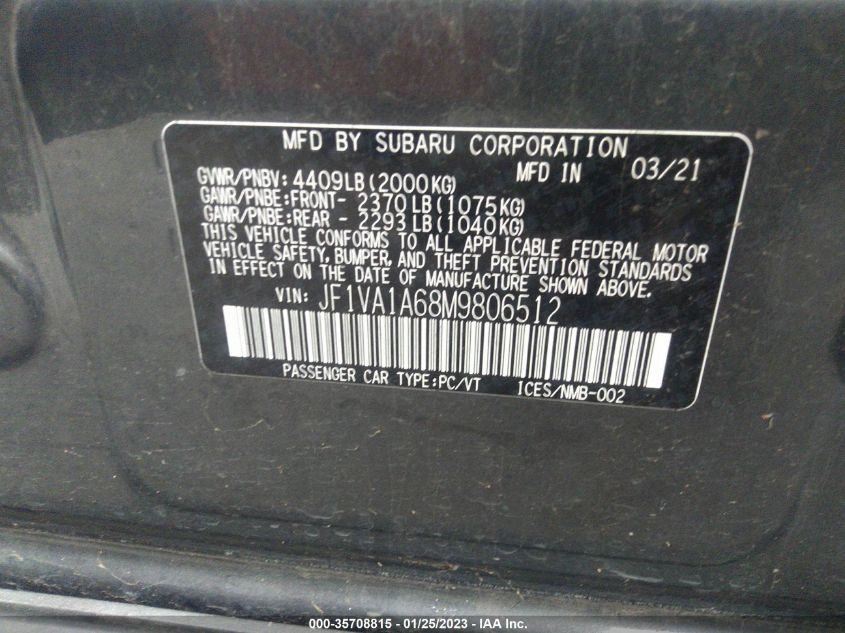 MFD BY SUBARU CORPORATION
MFD IN 03/21
GVWR/PNBV: 4409LB(2000KG)
GAWR/PNBE:FRONT- 2370LB(1075KG)
GAWR/PNBE:REAR - 2293LB(1040KG)
THIS VEHICLE CONFORMS TO ALL APPLICABLE FEDERAL MOTOR
VEHICLE SAFETY, BUMPER, AND THEFT PREVENTION STANDARDS
IN EFFECT ON THE DATE OF MANUFACTURE SHOWN ABOVE.
VIN: JF1VA1A68M9806512
PASSENGER CAR TYPE:PC/VT ICES/NMB-002
000-35708815 - 01/25/2023 - IAA Inc.